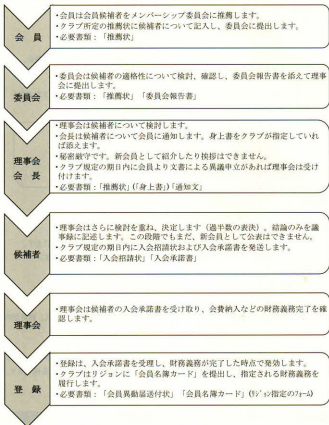 会 員
・会員は会員候補者をメンバーシップ委員会に推薦します。
・クラブ所定の推薦状に候補者について記入し、委員会に提出します。
・必要書類：「推薦状」
委員会
・委員会は候補者の適格性について検討、確認し、委員会報告書を添えて理事
会に提出します。
・必要書類：「推薦状」「委員会報告書」
理事会
会 長
・理事会は候補者について検討します。
・会長は候補者について会員に通知します。身上書をクラブが指定していれ
ば添えます。
・秘密厳守です。新会員として紹介したり挨拶はできません。
・クラブ規定の期日内に会員より文書による異議申立があれば理事会は受け
付けます。
・必要書類：「推薦状」（「身上書」）「通知文」
候補者
・理事会はさらに検討を重ね、決定します（過半数の表決）。結論のみを議
事録に記述します。この段階でもまだ、新会員として公表はできません。
・クラブ規定の期日内に入会招請状および入会承諾書を発送します。
・必要書類：「入会招請状」「入会承諾書」
理事会
・理事会は候補者の入会承諾書を受け取り、会費納入などの財務義務完了を確
認します。
登 録
・登録は、入会承諾書を受理し、財務義務が完了した時点で発効します。
・クラブはリジョンに「会員名簿カード」を提出し、指定される財務義務を
履行します。
・必要書類：「会員異動届送付状」「会員名簿カード」(ﾘｼﾞｮﾝ指定のﾌｫｰﾑ)